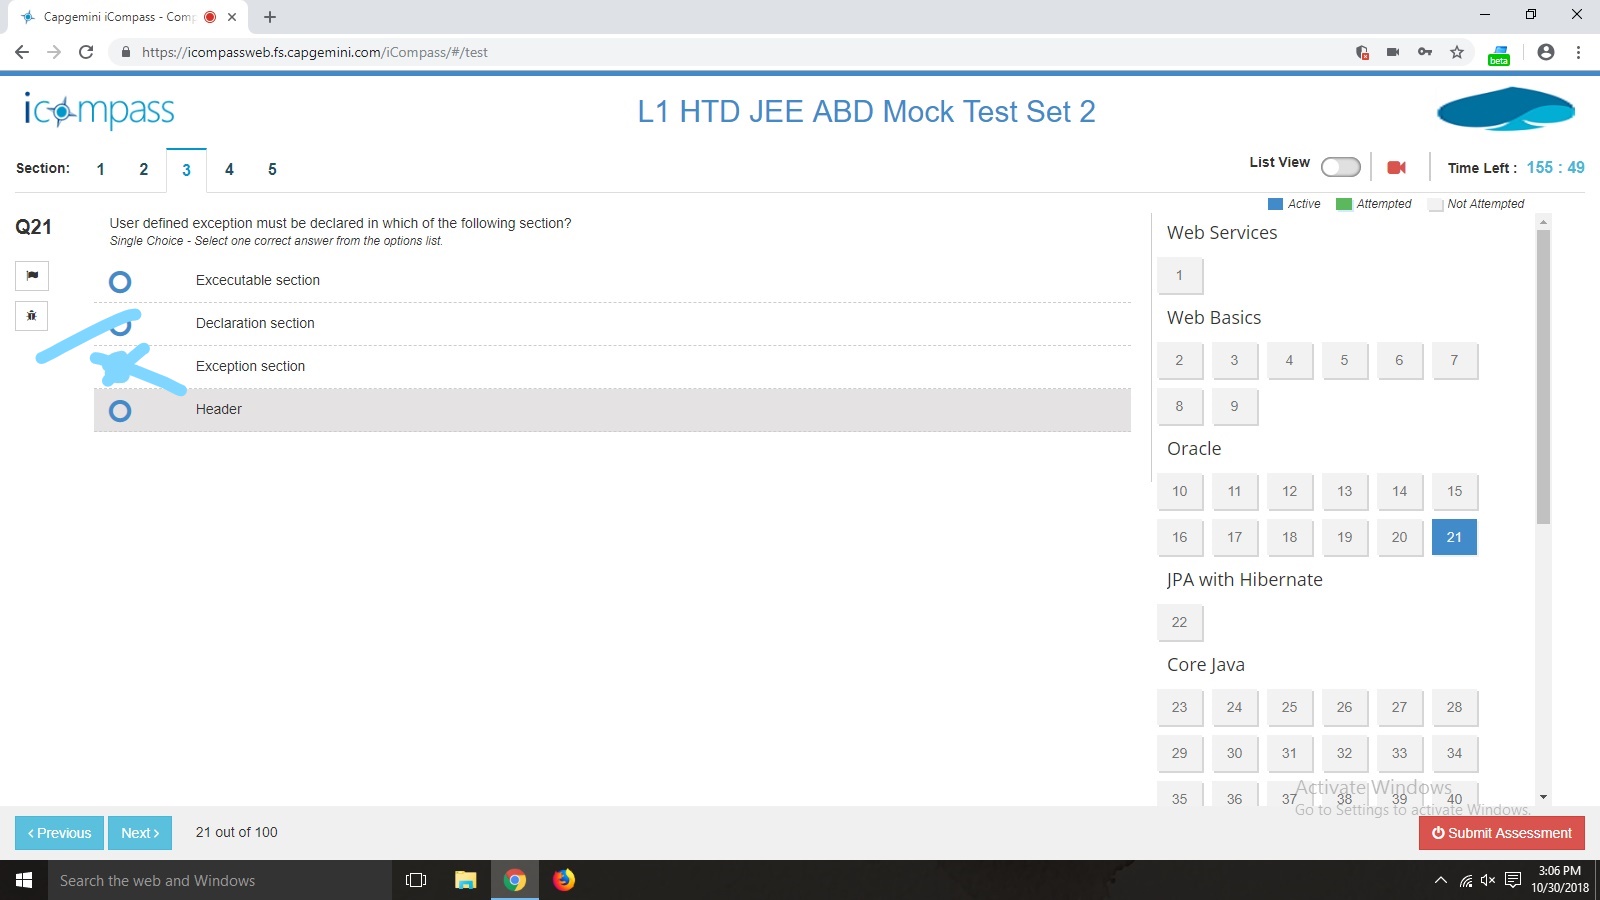 Capgemini iCompass - Comp
https://icompassweb.fs.capgemini.com/iCompass/#/test
beta
icompass
L1 HTD JEE ABD Mock Test Set 2
Section: 1 2 3 4 5
List View
Time Left : 155 : 49
Active Attempted Not Attempted
Q21
User defined exception must be declared in which of the following section?
Single Choice - Select one correct answer from the options list.
Excecutable section
Declaration section
Exception section
Header
Web Services
1
Web Basics
2 3 4 5 6 7
8 9
Oracle
10 11 12 13 14 15
16 17 18 19 20 21
JPA with Hibernate
22
Core Java
23 24 25 26 27 28
29 30 31 32 33 34
35 36 37 38 39 40
Activate Windows
Go to Settings to activate Windows.
Previous Next 21 out of 100
Submit Assessment
Search the web and Windows
3:06 PM
10/30/2018